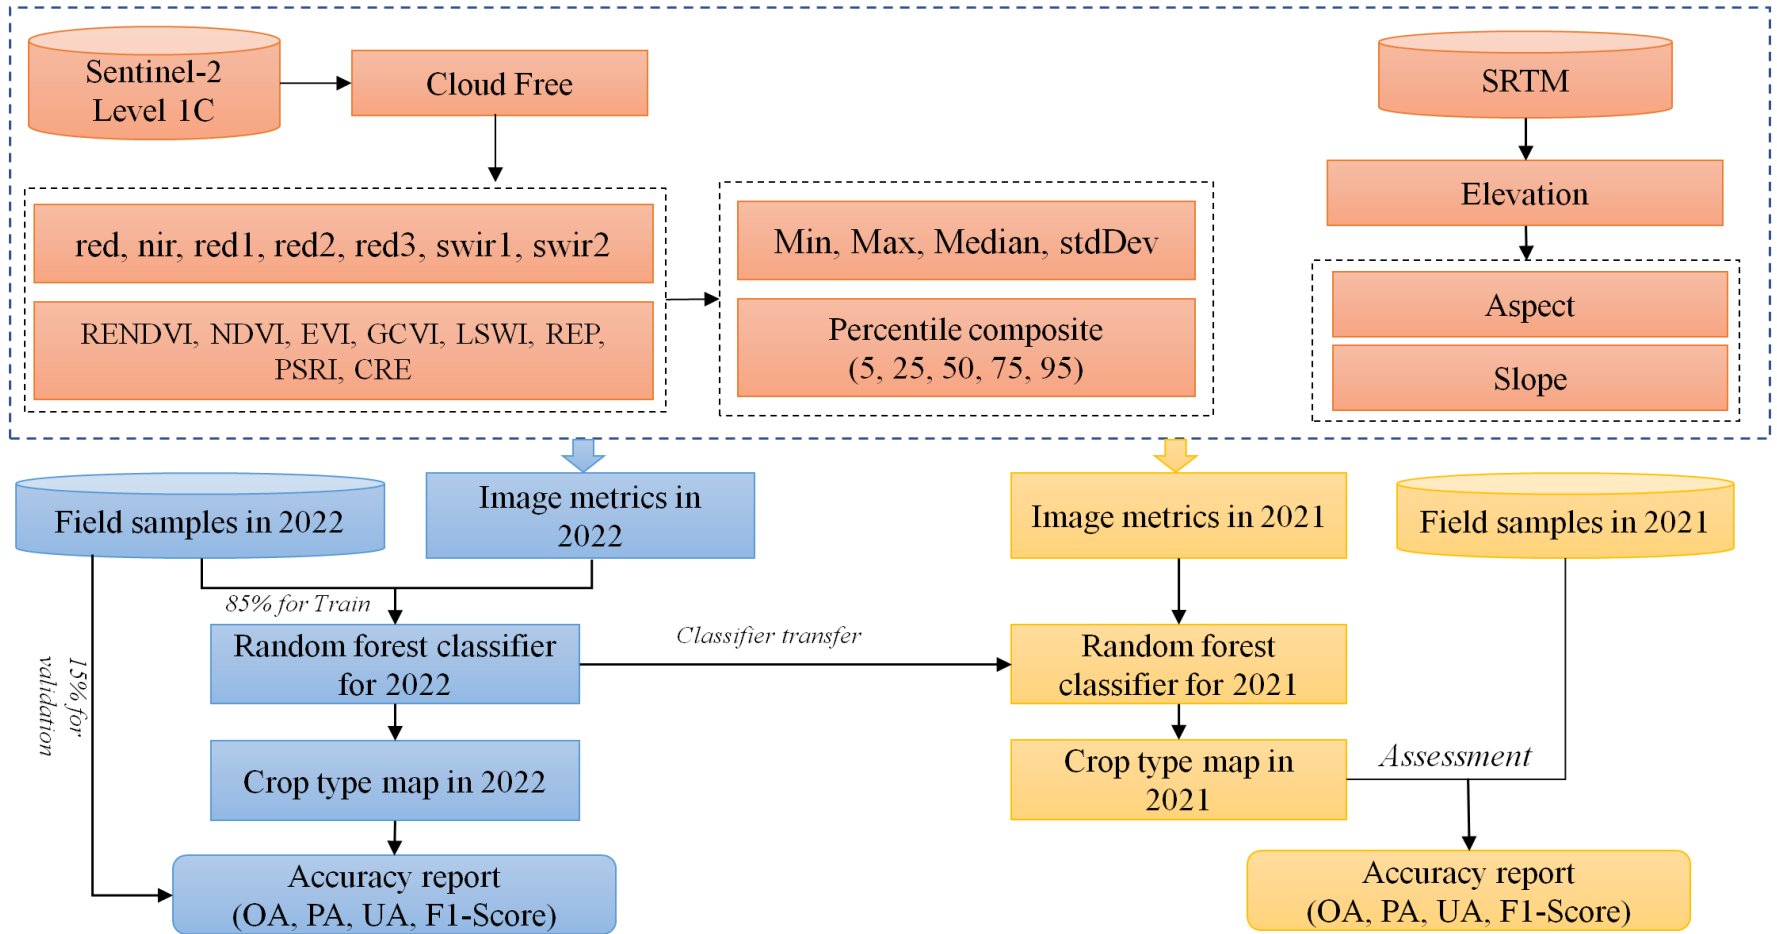 Sentinel-2
Level 1C
Cloud Free
SRTM
Elevation
red, nir, red1, red2, red3, swir1, swir2
RENDVI, NDVI, EVI, GCVI, LSWI, REP,
PSRI, CRE
Min, Max, Median, stdDev
Percentile composite
(5, 25, 50, 75, 95)
Aspect
Slope
Field samples in 2022
Image metrics in
2022
Image metrics in 2021
Field samples in 2021
85% for Train
15% for
validation
Random forest classifier
for 2022
Classifier transfer
Random forest
classifier for 2021
Crop type map in 2022
Crop type map in
2021
Assessment
Accuracy report
(OA, PA, UA, F1-Score)
Accuracy report
(OA, PA, UA, F1-Score)